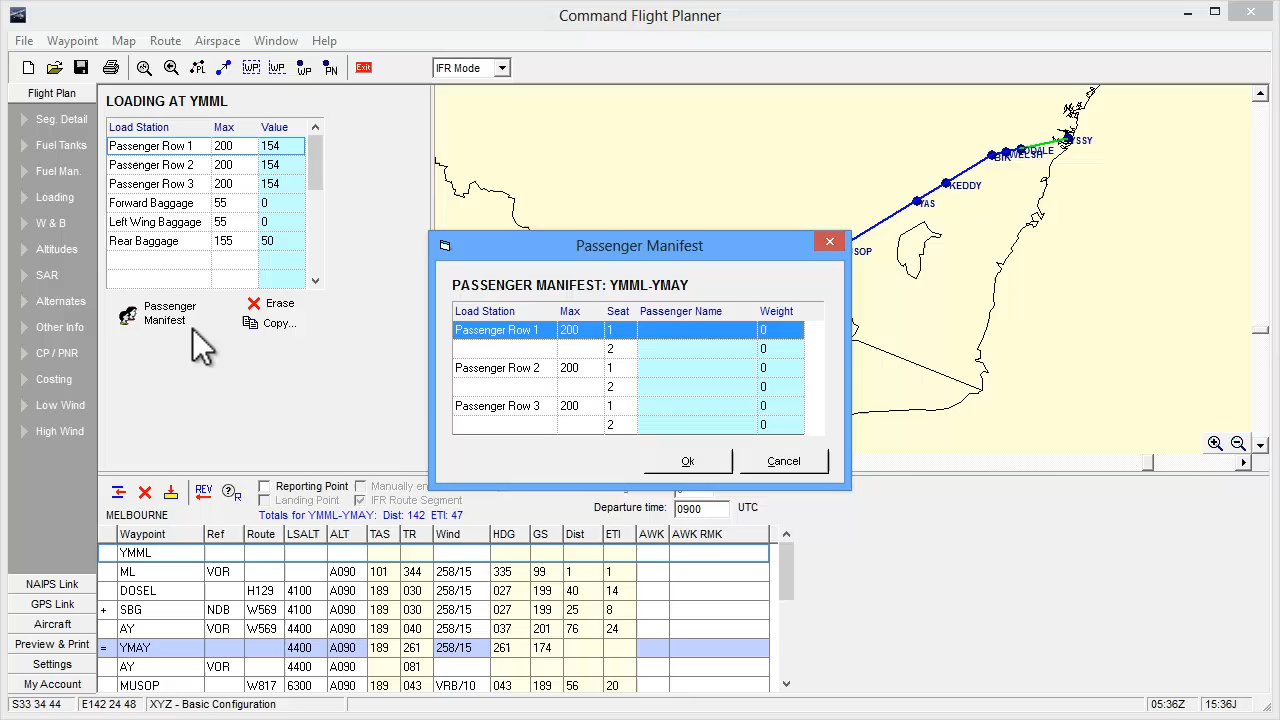 Command Flight Planner
File Waypoint Map Route Airspace Window Help
IFR Mode
Exit
Flight Plan
Seg. Detail
Fuel Tanks
Fuel Man.
Loading
W & B
Altitudes
SAR
Alternates
Other Info
CP / PNR
Costing
Low Wind
High Wind
NAIPS Link
GPS Link
Aircraft
Preview & Print
Settings
My Account
LOADING AT YMML
Load Station Max Value
Passenger Row 1 200 154
Passenger Row 2 200 154
Passenger Row 3 200 154
Forward Baggage 55 0
Left Wing Baggage 55 0
Rear Baggage 155 50
Passenger Manifest
Erase
Copy...
YSSY
WELSH
KEDDY
YAS
Passenger Manifest
PASSENGER MANIFEST: YMML-YMAY
Load Station Max Seat Passenger Name Weight
Passenger Row 1 200 1 0
2 0
Passenger Row 2 200 1 0
2 0
Passenger Row 3 200 1 0
2 0
Ok Cancel
REV
Reporting Point
Landing Point
IFR Route Segment
Departure time: 0900 UTC
MELBOURNE Totals for YMML-YMAY: Dist: 142 ETI: 47
Waypoint Ref Route LSALT ALT TAS TR Wind HDG GS Dist ETI AWK AWK RMK
YMML
ML VOR A090 101 344 258/15 335 99 1 1
DOSEL H129 4100 A090 189 030 258/15 027 199 40 14
+ SBG NDB W569 4100 A090 189 030 258/15 027 199 25 8
AY VOR W569 4400 A090 189 040 258/15 037 201 76 24
= YMAY 4400 A090 189 261 258/15 261 174
AY VOR 4400 A090 081
MUSOP W817 6300 A090 189 043 VRB/10 043 189 56 20
S33 34 44 E142 24 48 XYZ - Basic Configuration 05:36Z 15:36J